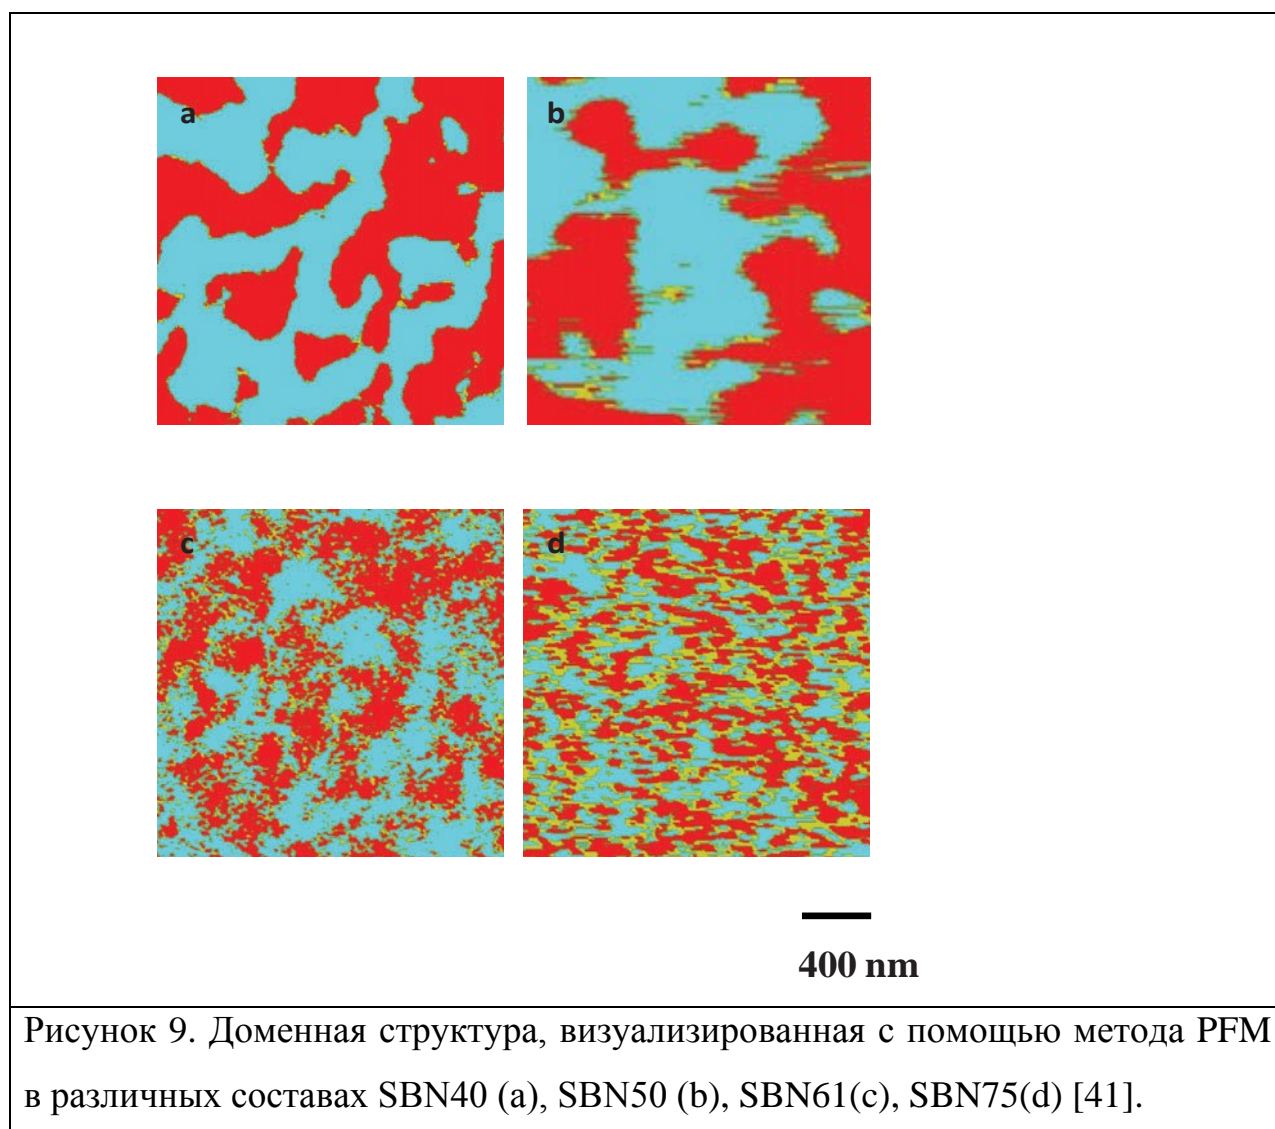 a
b
c
d
400 nm
Рисунок 9. Доменная структура, визуализированная с помощью метода PFM
в различных составах SBN40 (a), SBN50 (b), SBN61(c), SBN75(d) [41].